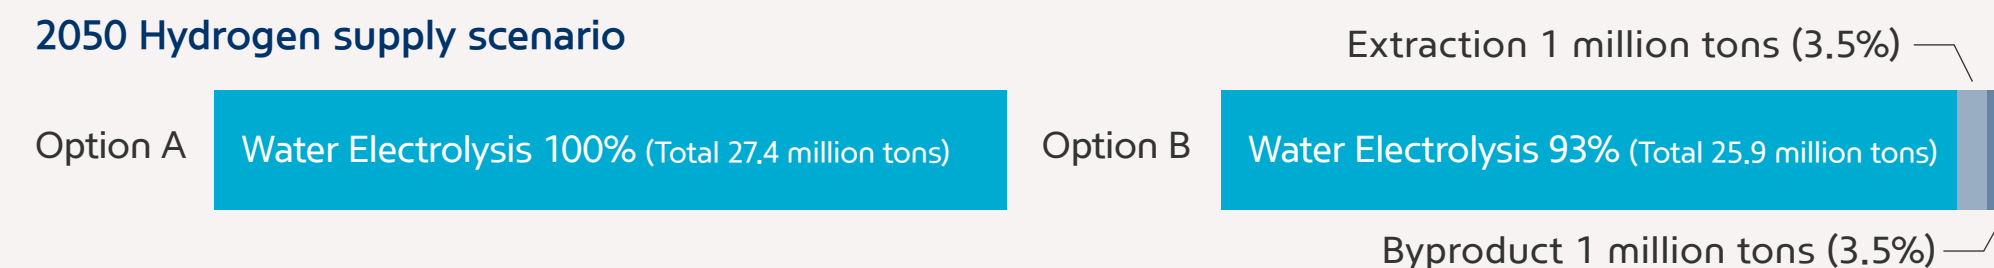 2050 Hydrogen supply scenario
Extraction 1 million tons (3.5%)
Option A
Water Electrolysis 100% (Total 27.4 million tons)
Option B
Water Electrolysis 93% (Total 25.9 million tons)
Byproduct 1 million tons (3.5%)